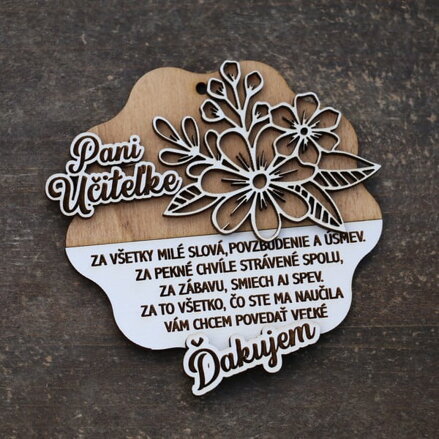 Pani
Učiteľke
ZA VŠETKY MILÉ SLOVÁ, POVZBUDENIE A ÚSMEV.
ZA PEKNÉ CHVÍLE STRÁVENÉ SPOLU,
ZA ZÁBAVU, SMIECH AJ SPEV.
ZA TO VŠETKO, ČO STE MA NAUČILA
VÁM CHCEM POVEDAŤ VEĽKÉ
Ďakujem